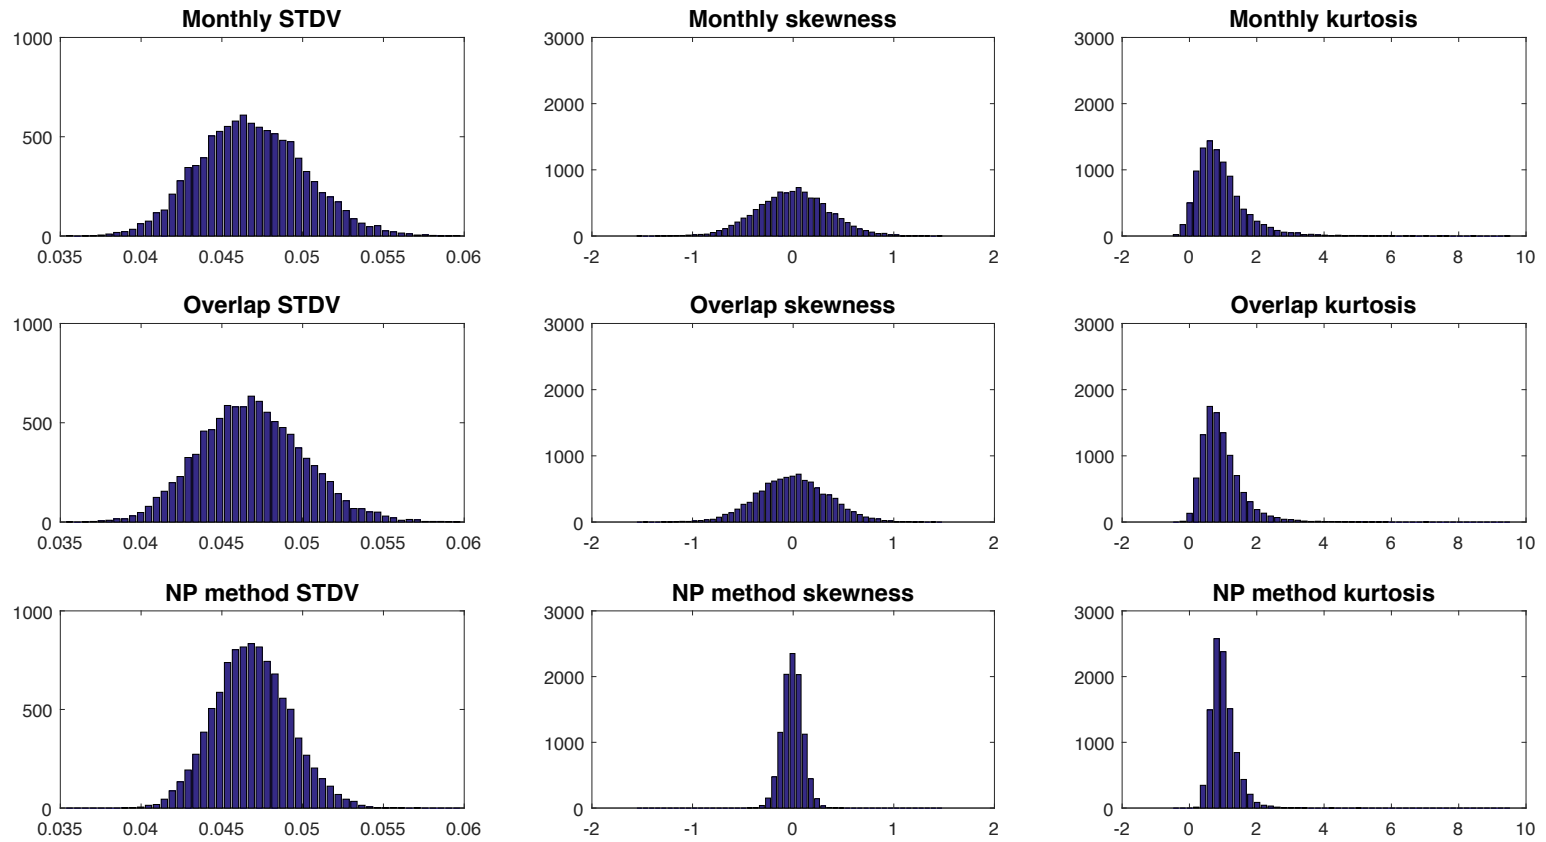 Monthly STDV
1000
500
0
0.035 0.04 0.045 0.05 0.055 0.06
Monthly skewness
3000
2000
1000
0
-2 -1 0 1 2
Monthly kurtosis
3000
2000
1000
0
-2 0 2 4 6 8 10
Overlap STDV
1000
500
0
0.035 0.04 0.045 0.05 0.055 0.06
Overlap skewness
3000
2000
1000
0
-2 -1 0 1 2
Overlap kurtosis
3000
2000
1000
0
-2 0 2 4 6 8 10
NP method STDV
1000
500
0
0.035 0.04 0.045 0.05 0.055 0.06
NP method skewness
3000
2000
1000
0
-2 -1 0 1 2
NP method kurtosis
3000
2000
1000
0
-2 0 2 4 6 8 10